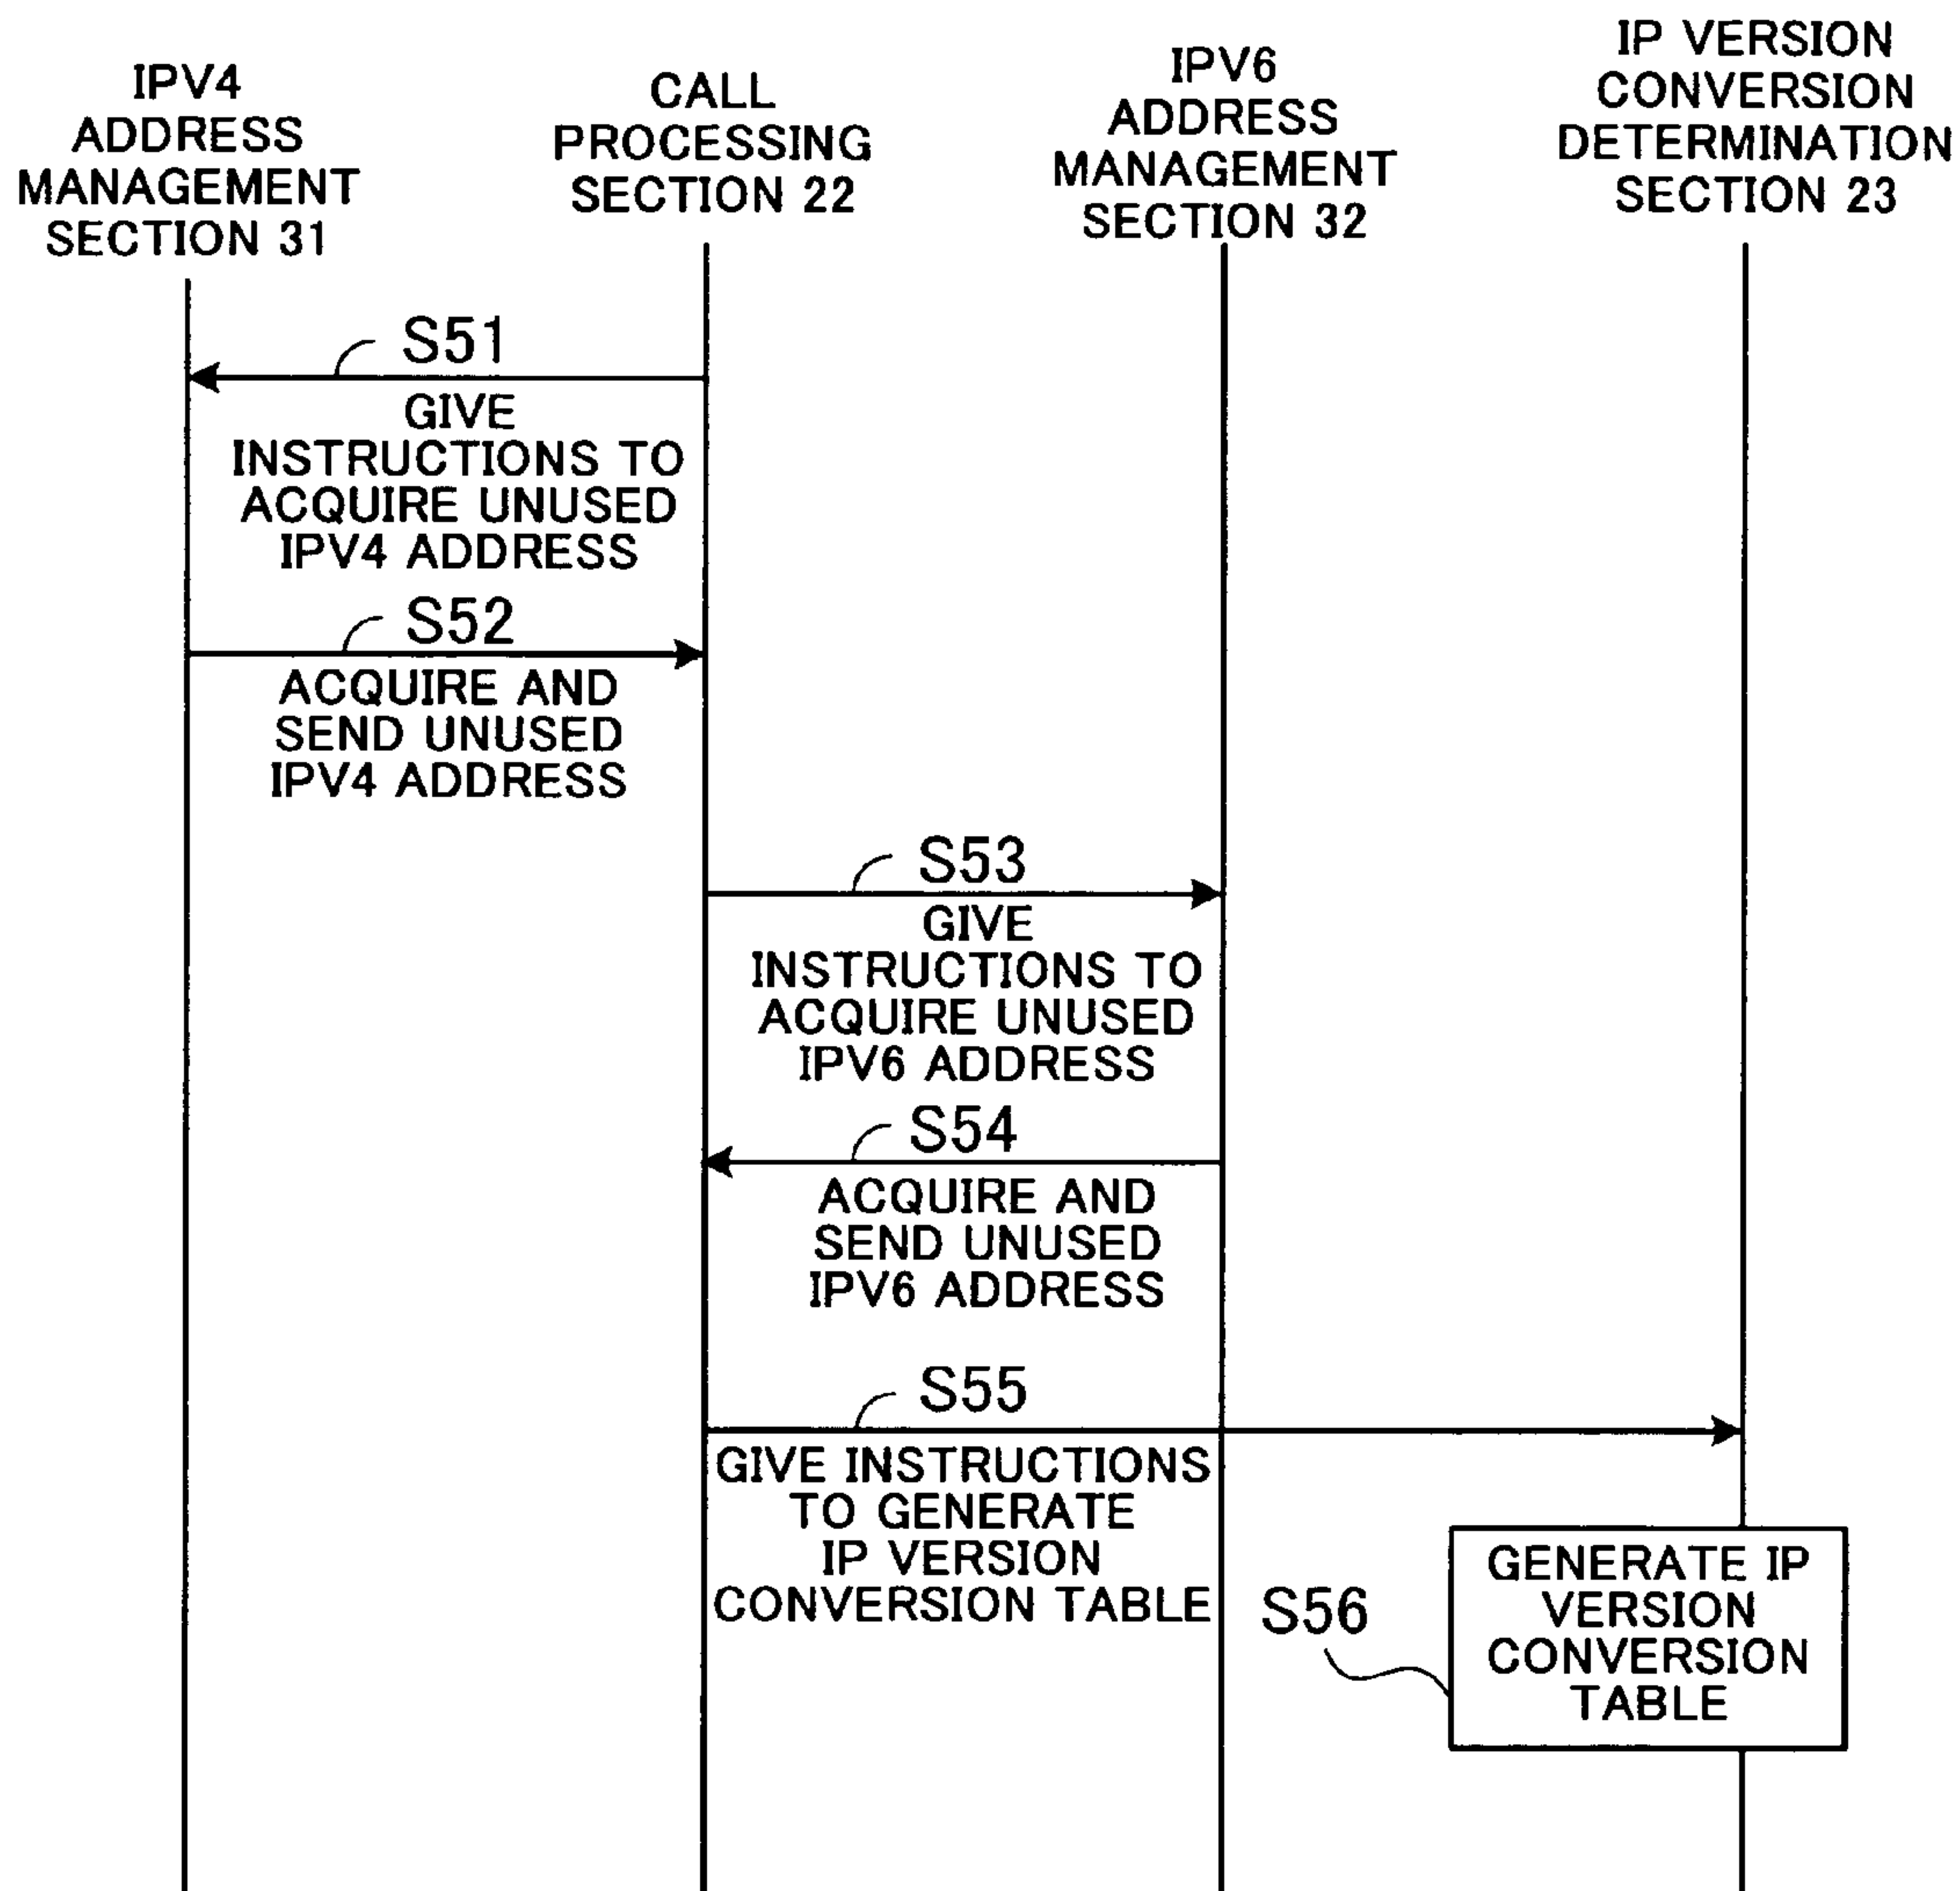 IPV4
ADDRESS
MANAGEMENT
SECTION 31
CALL
PROCESSING
SECTION 22
IPV6
ADDRESS
MANAGEMENT
SECTION 32
IP VERSION
CONVERSION
DETERMINATION
SECTION 23
S51
GIVE
INSTRUCTIONS TO
ACQUIRE UNUSED
IPV4 ADDRESS
S52
ACQUIRE AND
SEND UNUSED
IPV4 ADDRESS
S53
GIVE
INSTRUCTIONS TO
ACQUIRE UNUSED
IPV6 ADDRESS
S54
ACQUIRE AND
SEND UNUSED
IPV6 ADDRESS
S55
GIVE INSTRUCTIONS
TO GENERATE
IP VERSION
CONVERSION TABLE
S56
GENERATE IP
VERSION
CONVERSION
TABLE